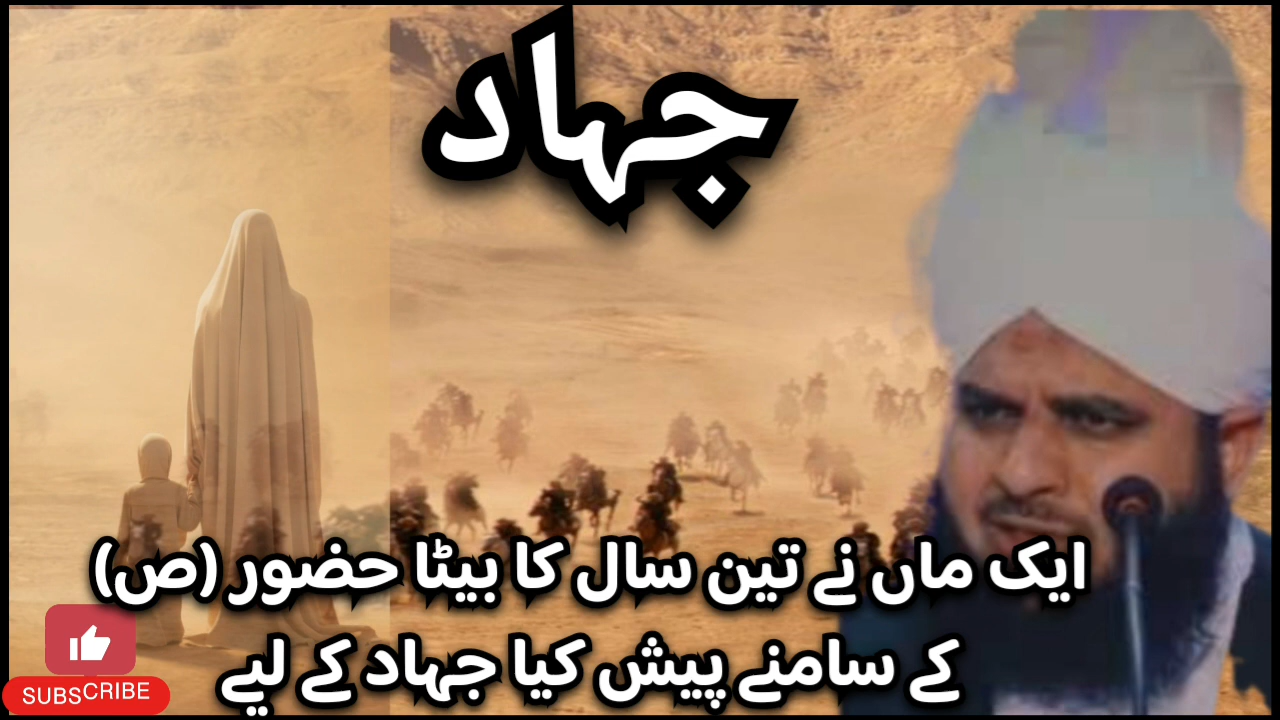 جہاد
ایک ماں نے تین سال کا بیٹا حضور (ص)
کے سامنے پیش کیا جہاد کے لیے
SUBSCRIBE